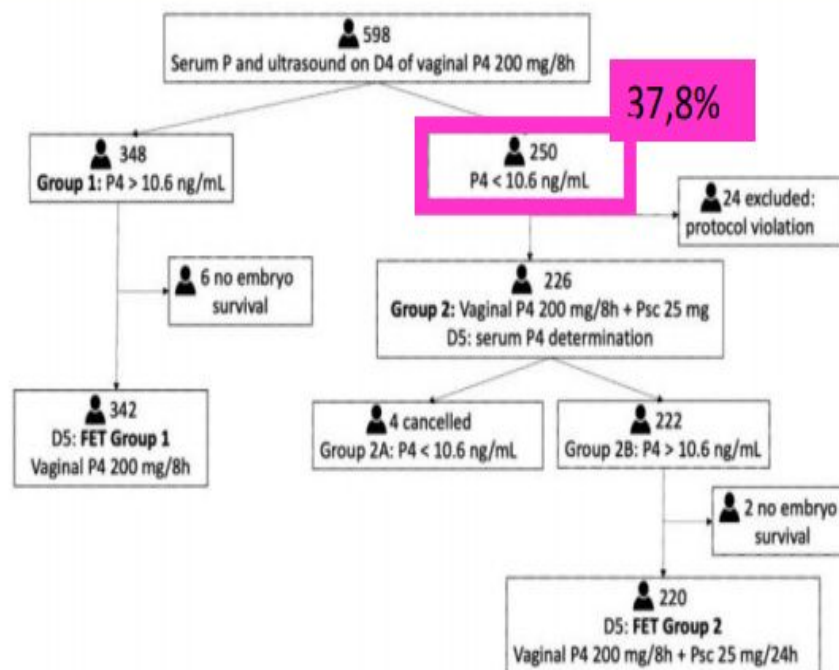 598
Serum P and ultrasound on D4 of vaginal P4 200 mg/8h
37,8%
348
Group 1: P4 > 10.6 ng/mL
250
P4 < 10.6 ng/mL
24 excluded:
protocol violation
6 no embryo
survival
226
Group 2: Vaginal P4 200 mg/8h + Psc 25 mg
D5: serum P4 determination
342
D5: FET Group 1
Vaginal P4 200 mg/8h
4 cancelled
Group 2A: P4 < 10.6 ng/mL
222
Group 2B: P4 > 10.6 ng/mL
2 no embryo
survival
220
D5: FET Group 2
Vaginal P4 200 mg/8h + Psc 25 mg/24h